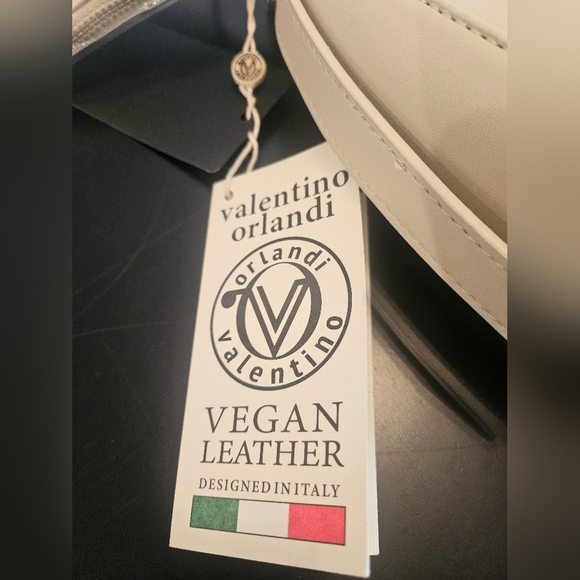 valentino
orlandi
orlandi
V
valentino
VEGAN
LEATHER
DESIGNED IN ITALY